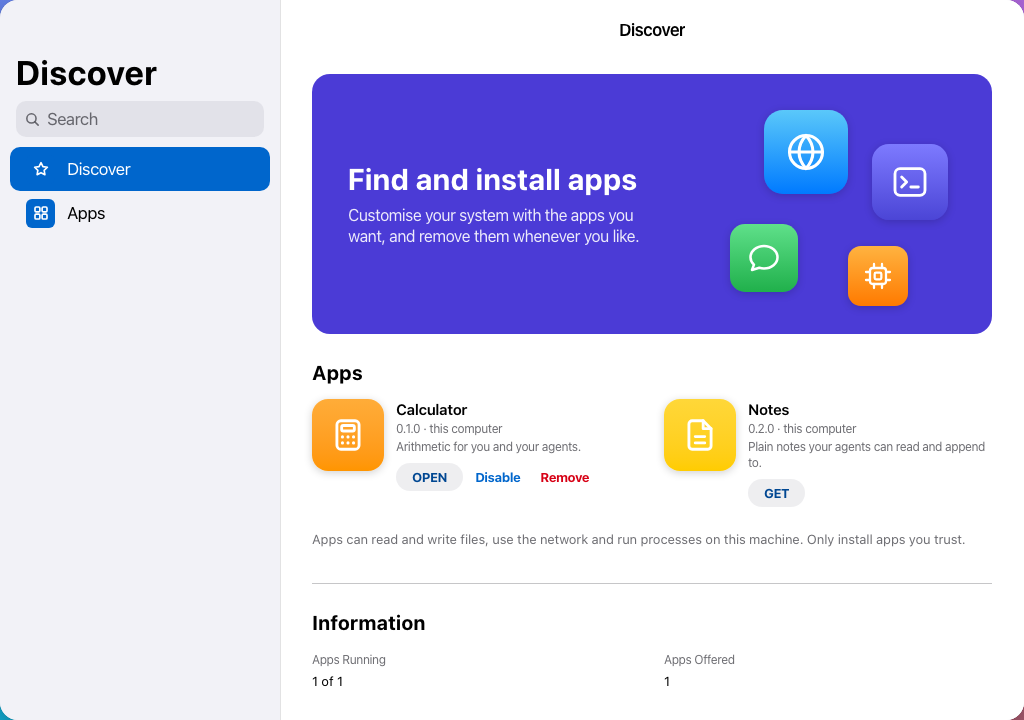 Discover
Search
Discover
Apps
Discover
Find and install apps
Customise your system with the apps you
want, and remove them whenever you like.
Apps
Calculator
0.1.0 · this computer
Arithmetic for you and your agents.
OPEN Disable Remove
Notes
0.2.0 · this computer
Plain notes your agents can read and append
to.
GET
Apps can read and write files, use the network and run processes on this machine. Only install apps you trust.
Information
Apps Running
1 of 1
Apps Offered
1